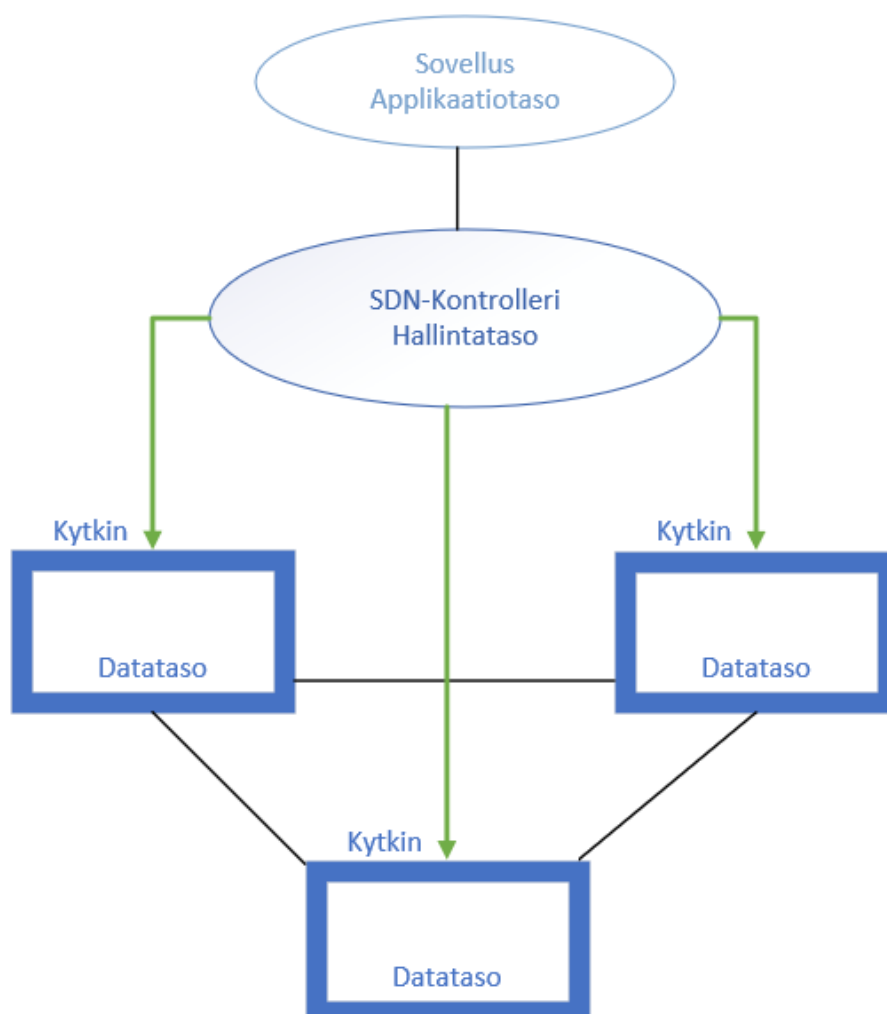 Sovellus
Applikaatiotaso
SDN-Kontrolleri
Hallintataso
Kytkin
Kytkin
Datataso
Datataso
Kytkin
Datataso